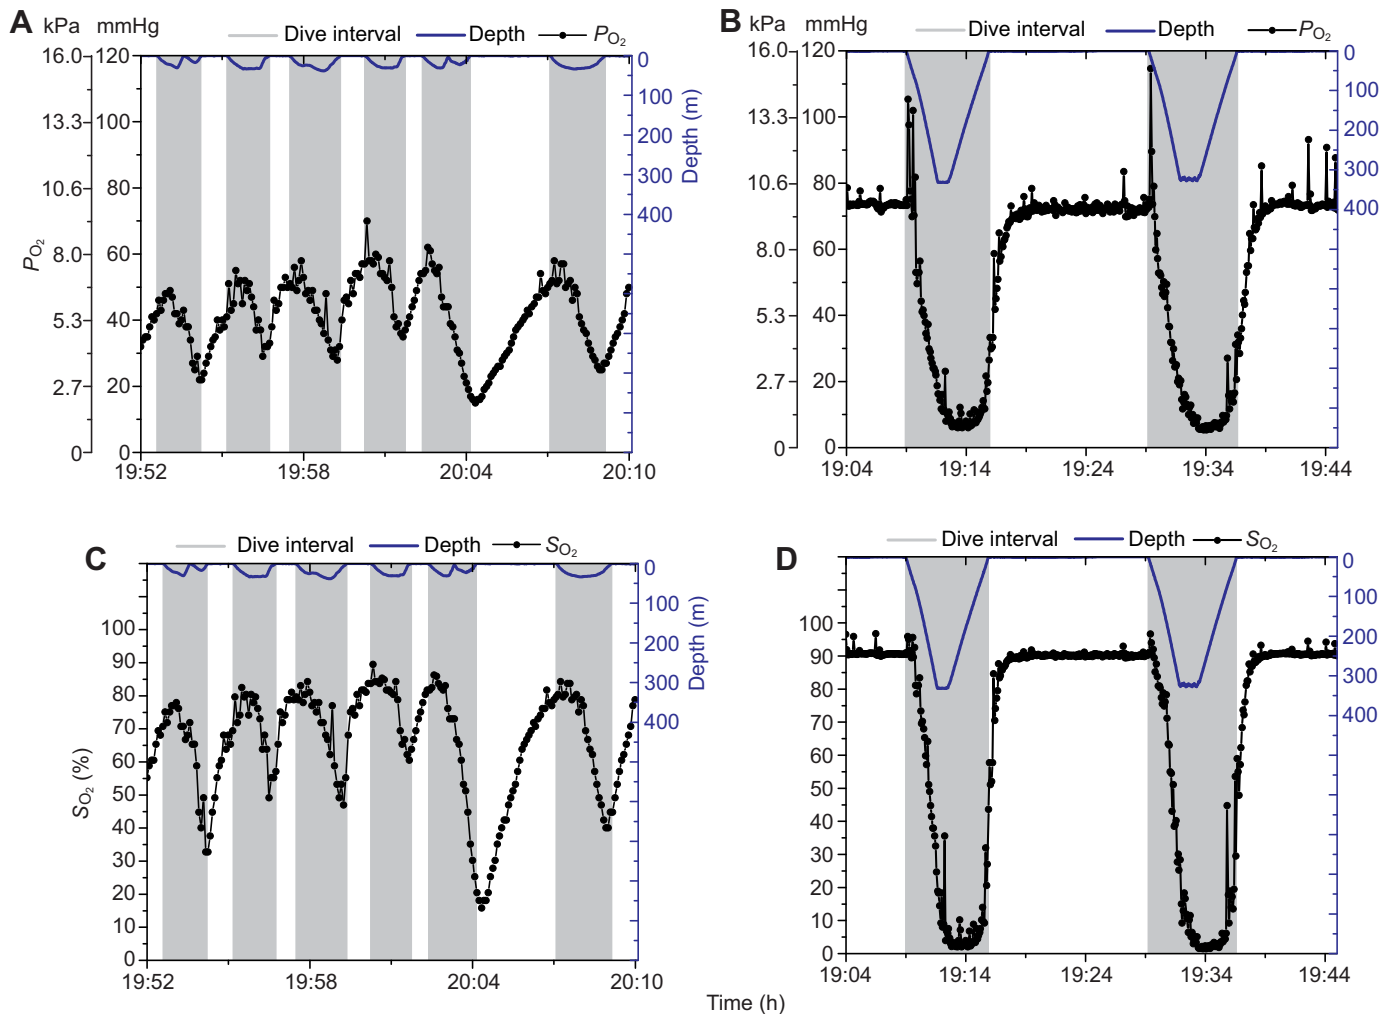 A kPa mmHg
Dive interval Depth PO2
16.0 120 0
13.3 100 100
10.6 80 200
8.0 60 300
5.3 40 400
2.7 20
0 0
PO2
Depth (m)
19:52 19:58 20:04 20:10
B kPa mmHg
Dive interval Depth PO2
16.0 120 0
13.3 100 100
10.6 80 200
8.0 60 300
5.3 40 400
2.7 20
0 0
19:04 19:14 19:24 19:34 19:44
C
Dive interval Depth SO2
0
100 100
90 200
80 300
70 400
60
50
40
30
20
10
0
SO2 (%)
Depth (m)
19:52 19:58 20:04 20:10
D
Dive interval Depth SO2
0
100 100
90 200
80 300
70 400
60
50
40
30
20
10
0
19:04 19:14 19:24 19:34 19:44
Time (h)